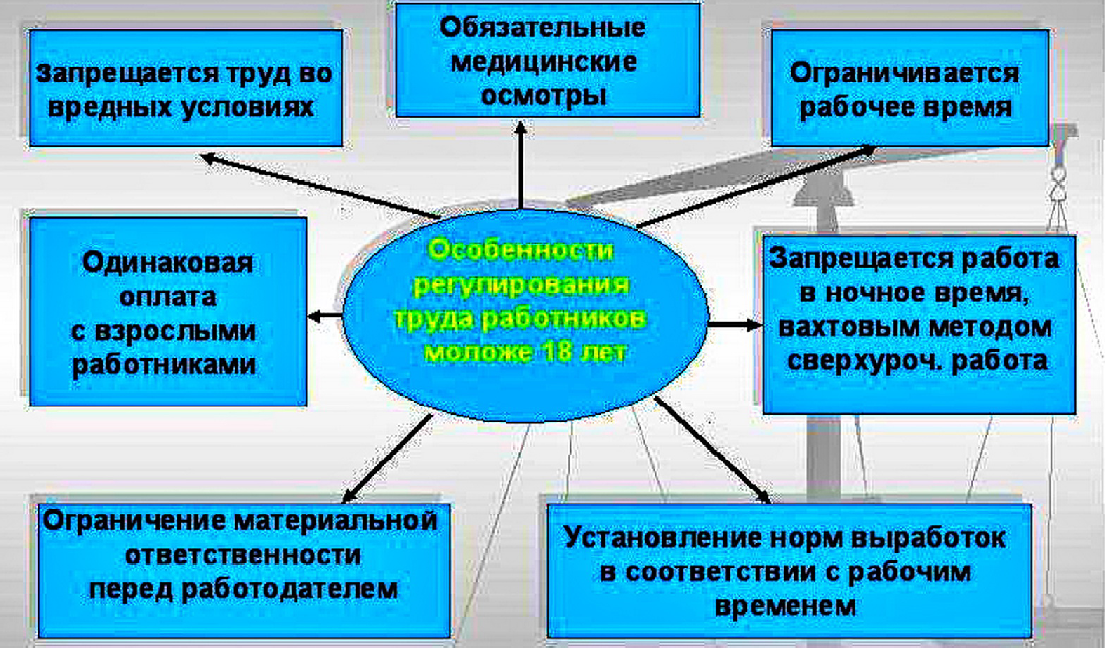 Обязательные
медицинские
осмотры
Запрещается труд во
вредных условиях
Ограничивается
рабочее время
Особенности
регулирования
труда работников
моложе 18 лет
Одинаковая
оплата
с взрослыми
работниками
Запрещается работа
в ночное время,
вахтовым методом
сверхуроч. работа
Ограничение материальной
ответственности
перед работодателем
Установление норм выработок
в соответствии с рабочим
временем